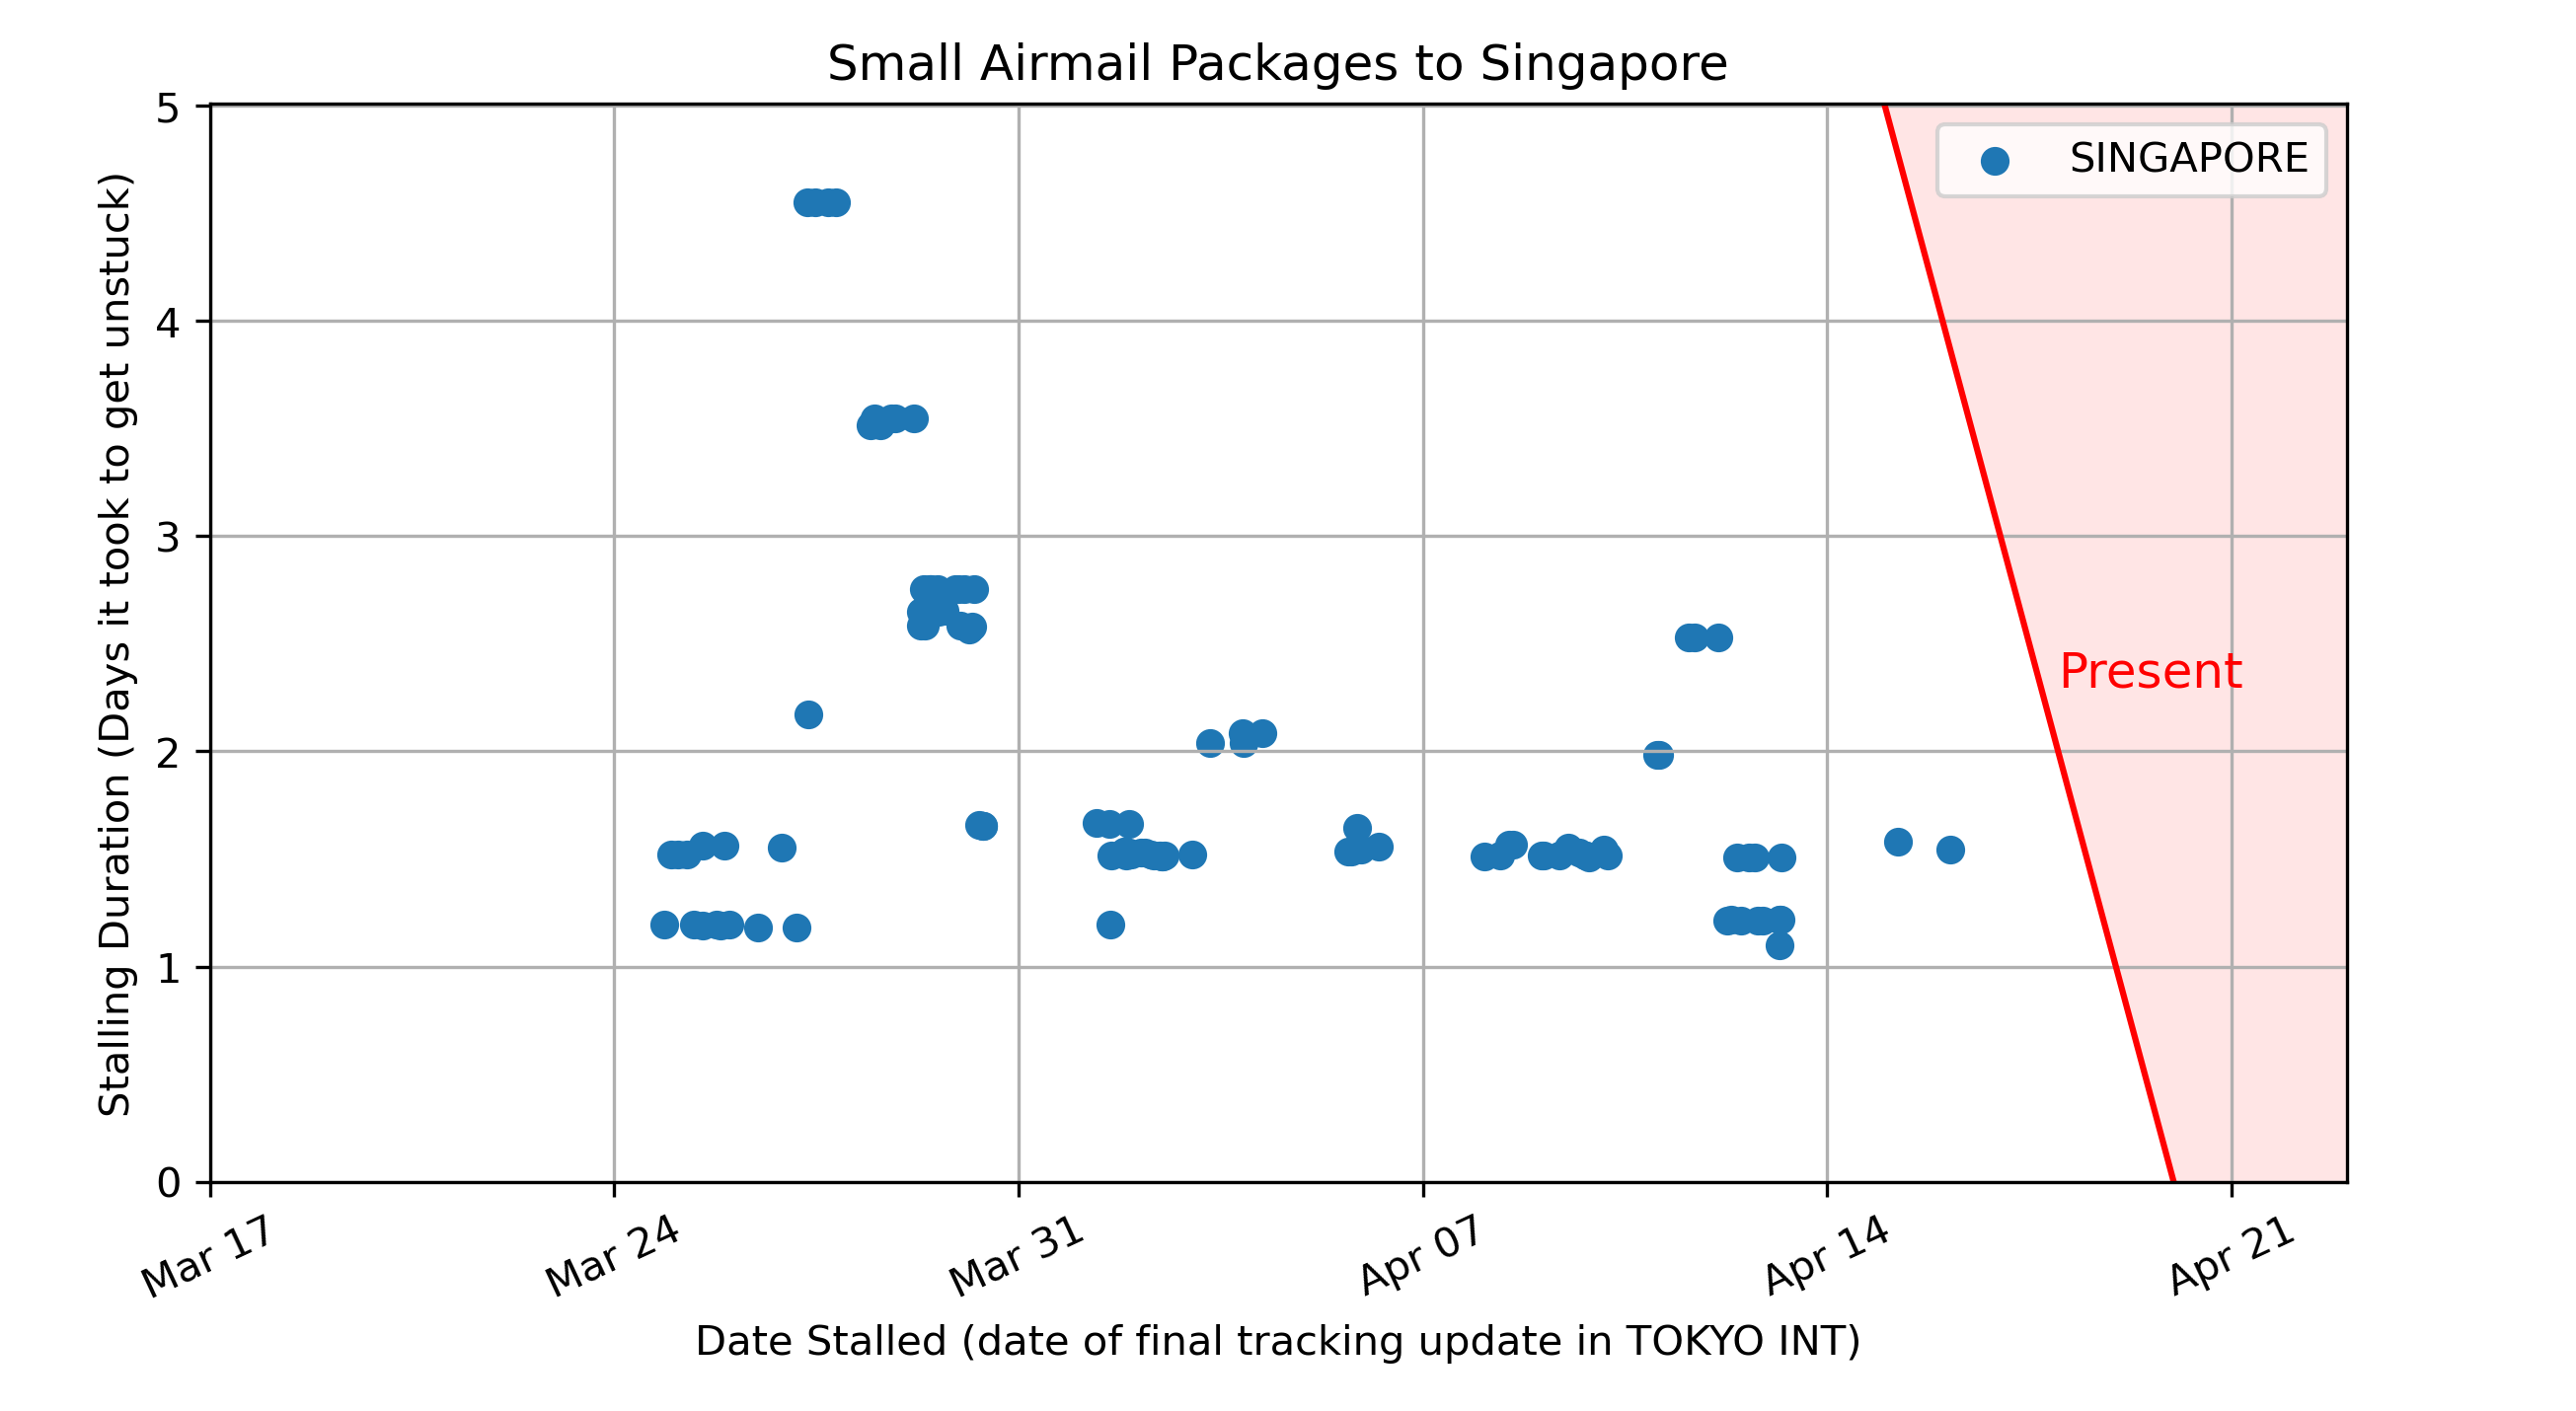 Small Airmail Packages to Singapore
Stalling Duration (Days it took to get unstuck)
5
4
3
2
1
0
SINGAPORE
Present
Mar 17
Mar 24
Mar 31
Apr 07
Apr 14
Apr 21
Date Stalled (date of final tracking update in TOKYO INT)